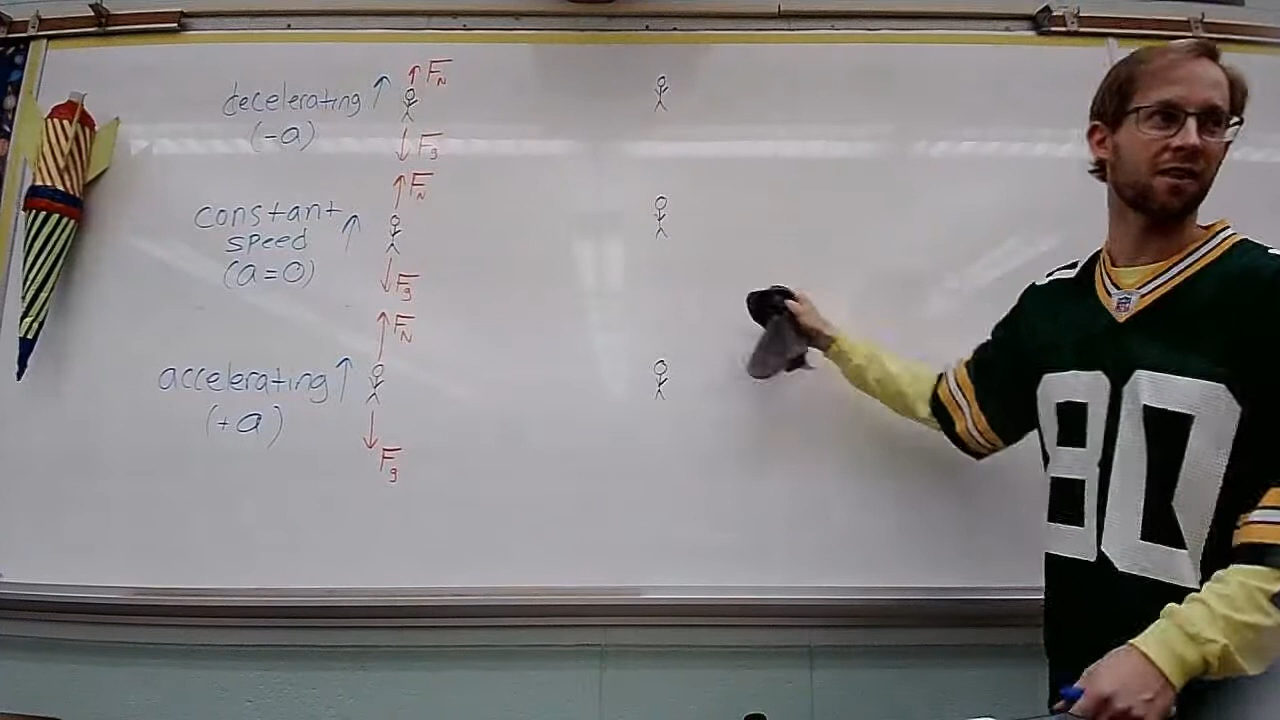 decelerating ↑
(-a)
↑ F_N
↓ F_g
constant
speed ↑
(a=0)
↑ F_N
↓ F_g
accelerating ↑
(+a)
↑ F_N
↓ F_g
80